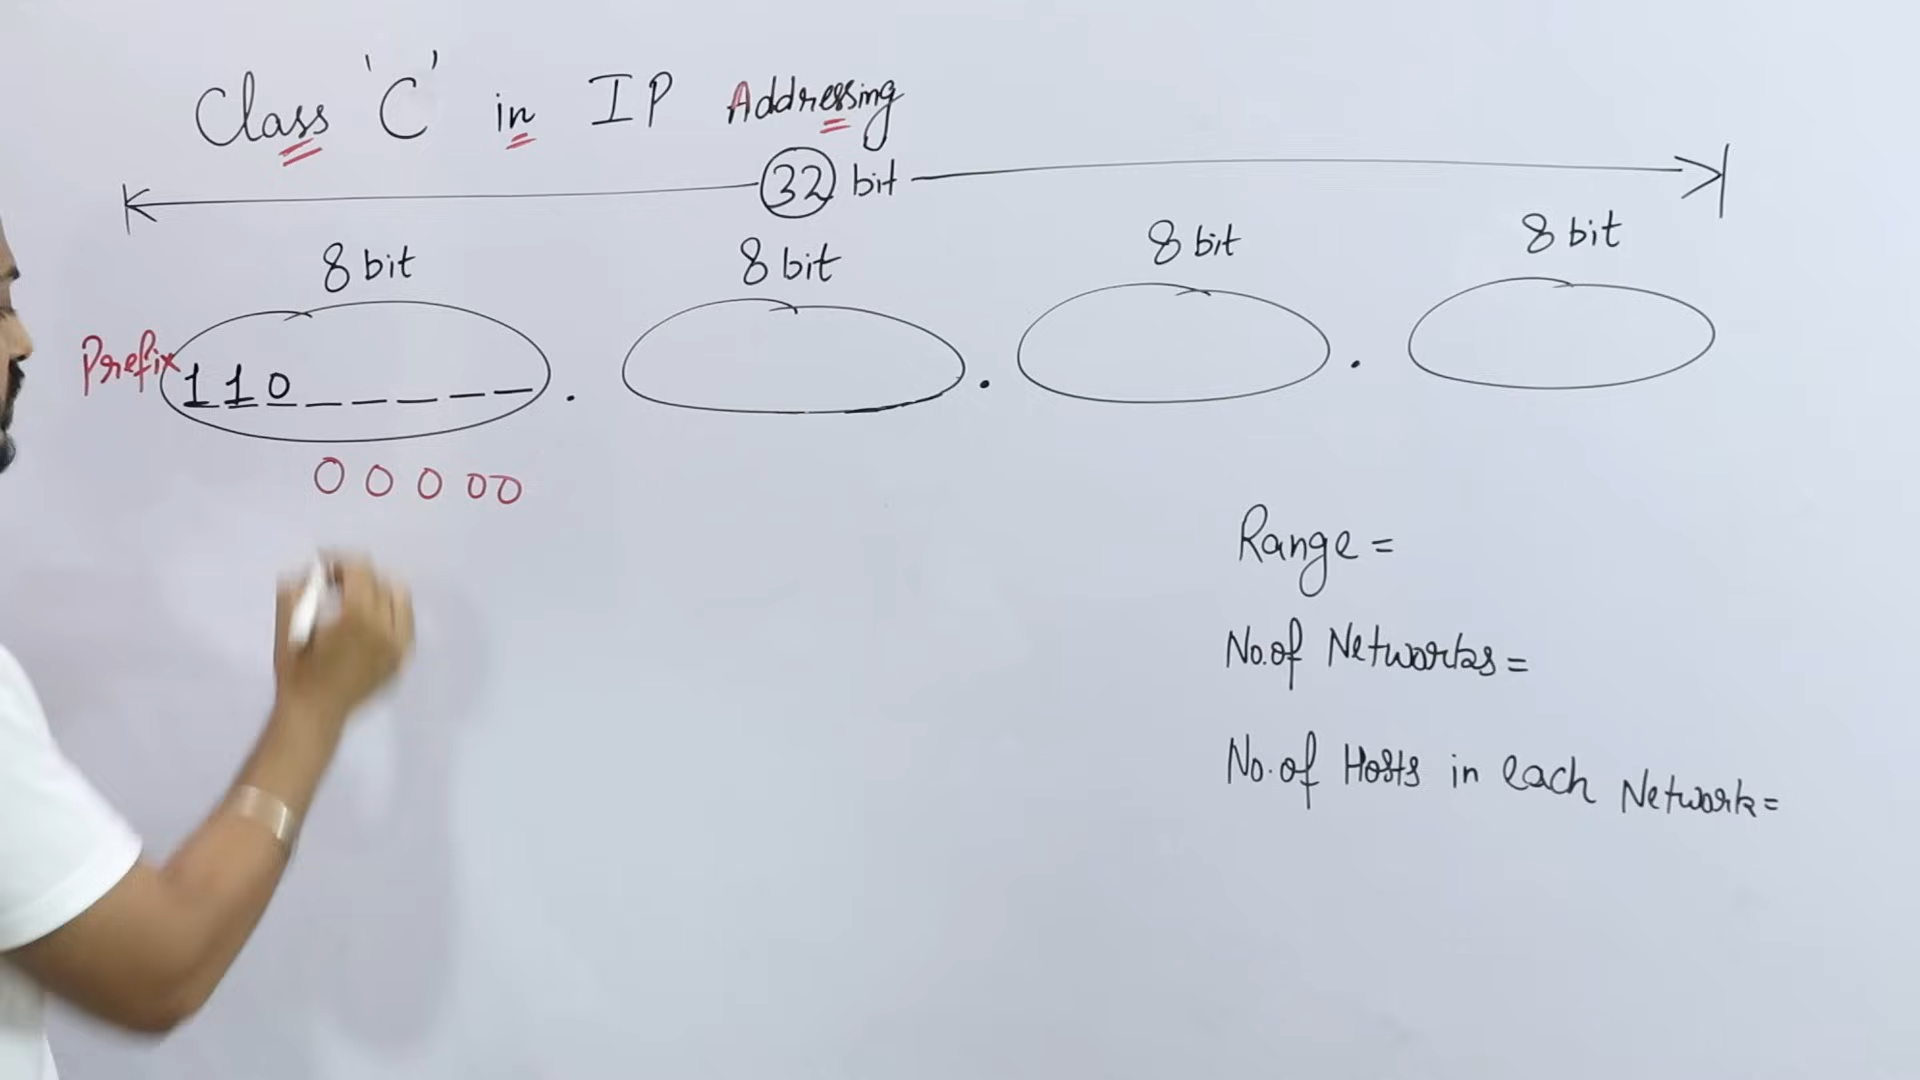 Class 'C' in IP Addressing
32 bit
8 bit 8 bit 8 bit 8 bit
Prefix 1 1 0 _ _ _ _ _ . . .
0 0 0 0 0
Range =
No. of Networks =
No. of Hosts in each Network =